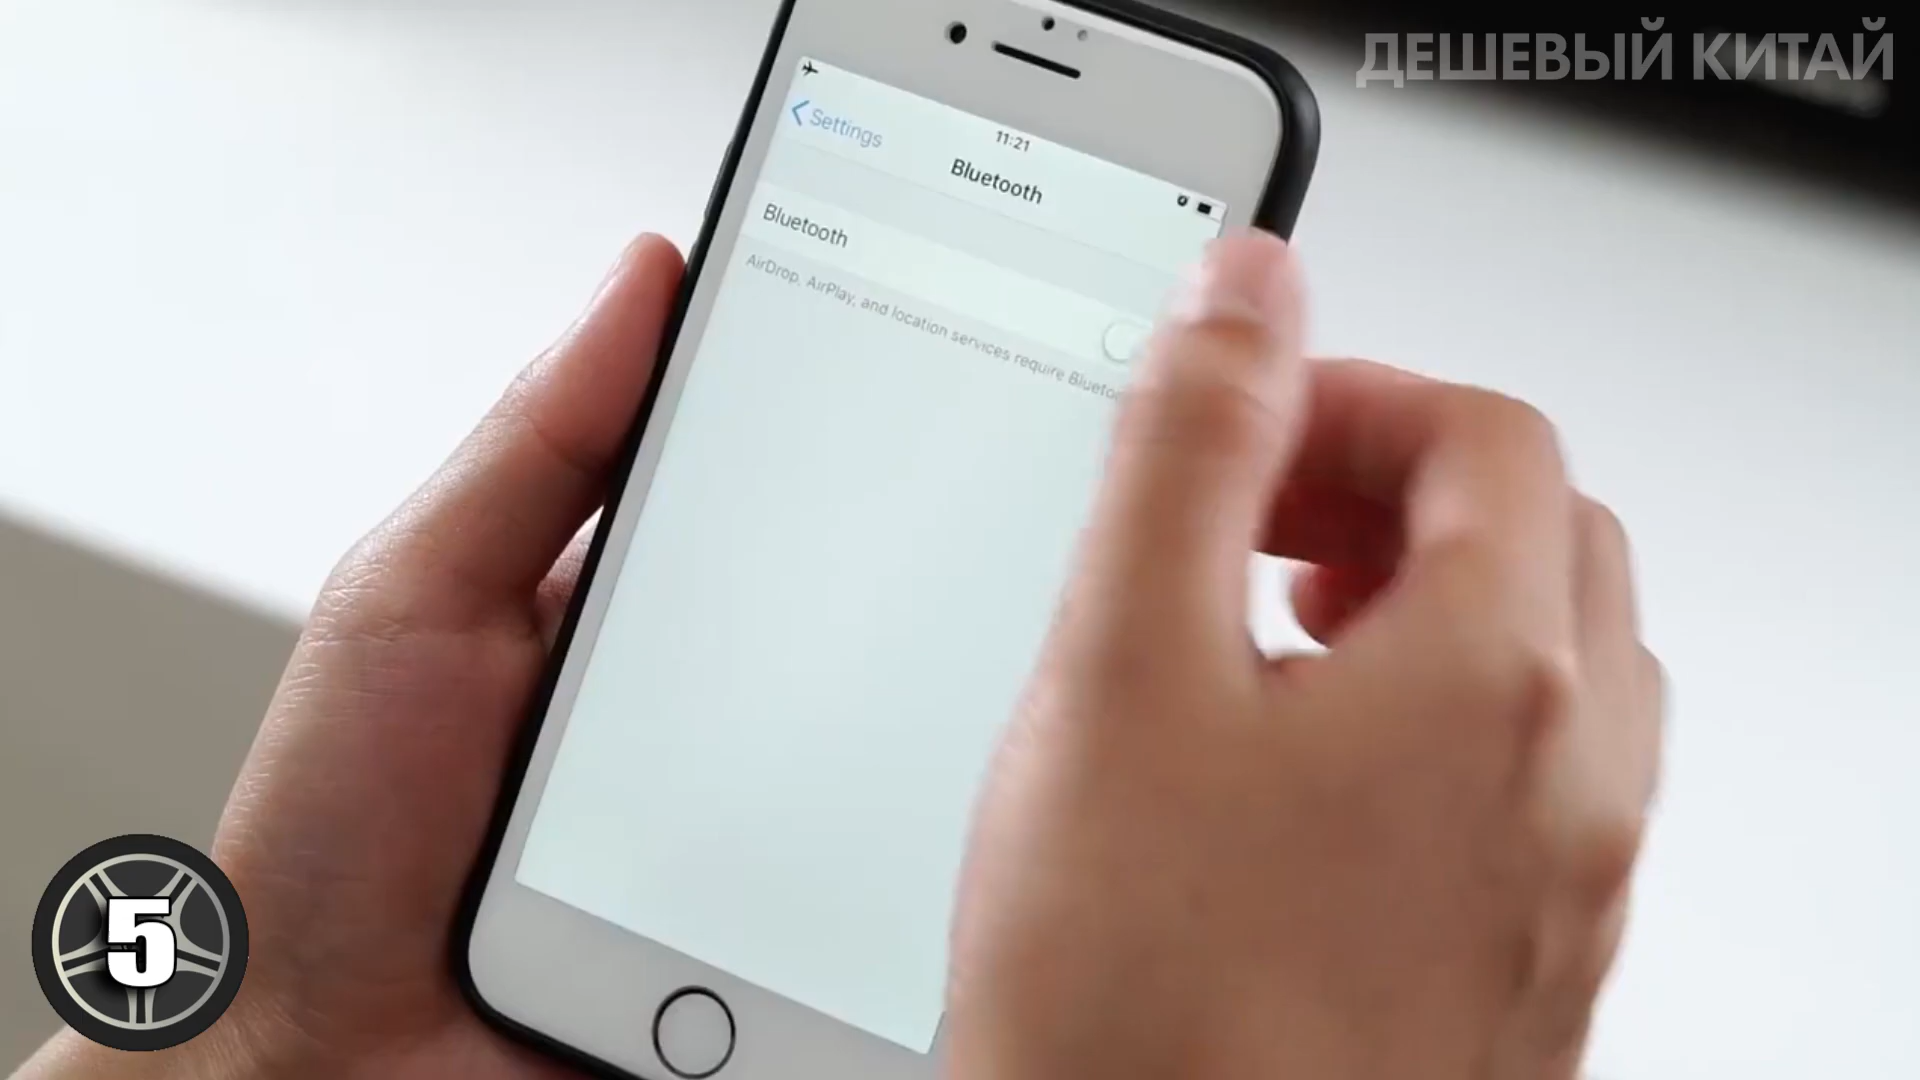 ДЕШЕВЫЙ КИТАЙ
Settings
11:21
Bluetooth
Bluetooth
AirDrop, AirPlay, and location services require
5